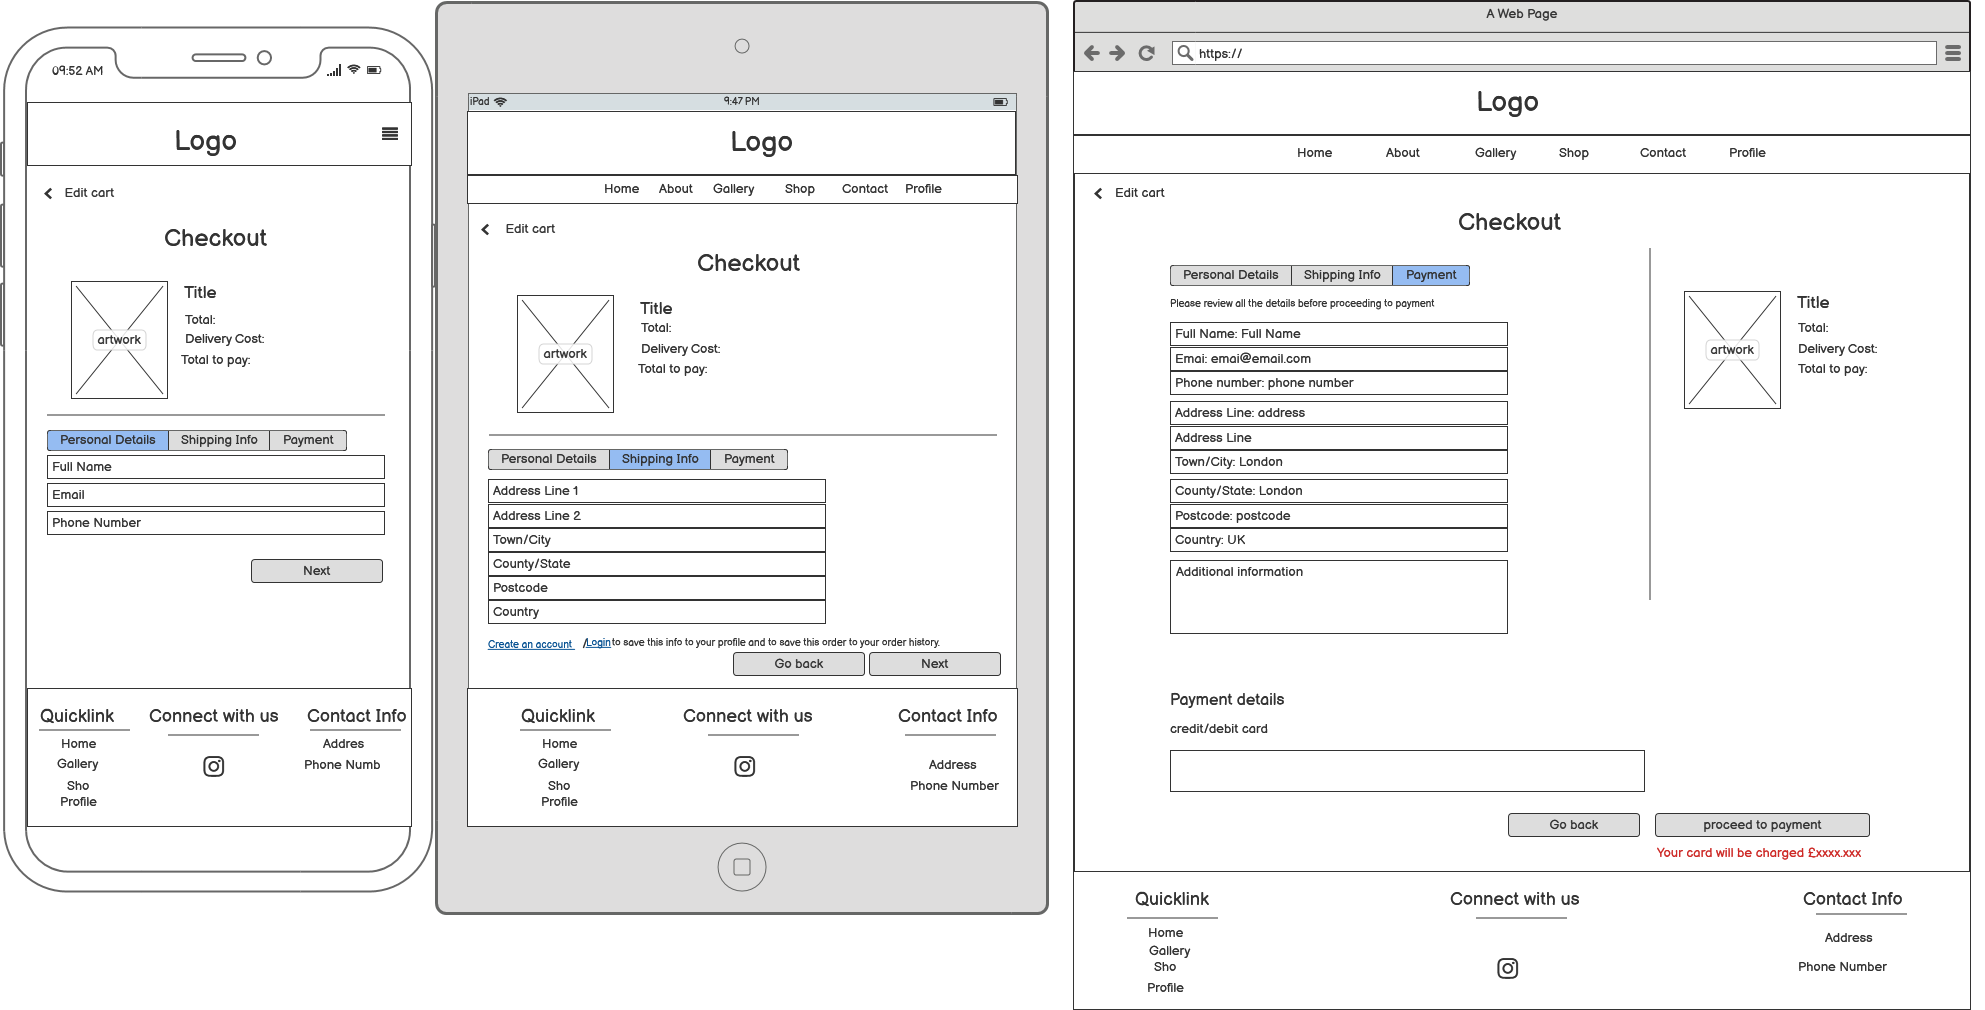 09:52 AM
Logo
Edit cart
Checkout
artwork
Title
Total:
Delivery Cost:
Total to pay:
Personal Details Shipping Info Payment
Full Name
Email
Phone Number
Next
Quicklink Connect with us Contact Info
Home Addres
Gallery Phone Numb
Sho
Profile
iPad 9:47 PM
Logo
Home About Gallery Shop Contact Profile
Edit cart
Checkout
artwork
Title
Total:
Delivery Cost:
Total to pay:
Personal Details Shipping Info Payment
Address Line 1
Address Line 2
Town/City
County/State
Postcode
Country
Create an account /Login to save this info to your profile and to save this order to your order history.
Go back Next
Quicklink Connect with us Contact Info
Home
Gallery Address
Sho Phone Number
Profile
A Web Page
https://
Logo
Home About Gallery Shop Contact Profile
Edit cart
Checkout
Personal Details Shipping Info Payment
Please review all the details before proceeding to payment
Full Name: Full Name
Emai: emai@email.com
Phone number: phone number
Address Line: address
Address Line
Town/City: London
County/State: London
Postcode: postcode
Country: UK
Additional information
artwork
Title
Total:
Delivery Cost:
Total to pay:
Payment details
credit/debit card
Go back proceed to payment
Your card will be charged £xxxx.xxx
Quicklink Connect with us Contact Info
Home Address
Gallery
Sho Phone Number
Profile